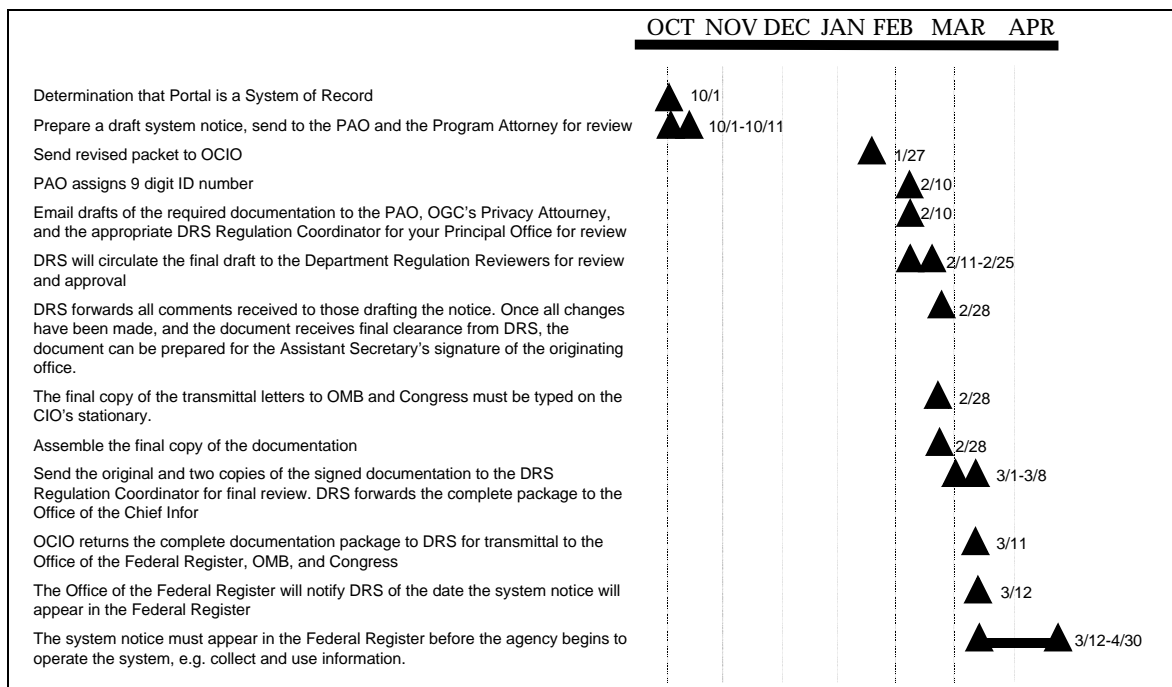 OCT NOV DEC JAN FEB MAR APR
Determination that Portal is a System of Record
10/1
Prepare a draft system notice, send to the PAO and the Program Attorney for review
10/1-10/11
Send revised packet to OCIO
1/27
PAO assigns 9 digit ID number
2/10
Email drafts of the required documentation to the PAO, OGC's Privacy Attourney,
and the appropriate DRS Regulation Coordinator for your Principal Office for review
2/10
DRS will circulate the final draft to the Department Regulation Reviewers for review
and approval
2/11-2/25
DRS forwards all comments received to those drafting the notice. Once all changes
have been made, and the document receives final clearance from DRS, the
document can be prepared for the Assistant Secretary's signature of the originating
office.
2/28
The final copy of the transmittal letters to OMB and Congress must be typed on the
CIO's stationary.
2/28
Assemble the final copy of the documentation
2/28
Send the original and two copies of the signed documentation to the DRS
Regulation Coordinator for final review. DRS forwards the complete package to the
Office of the Chief Infor
3/1-3/8
OCIO returns the complete documentation package to DRS for transmittal to the
Office of the Federal Register, OMB, and Congress
3/11
The Office of the Federal Register will notify DRS of the date the system notice will
appear in the Federal Register
3/12
The system notice must appear in the Federal Register before the agency begins to
operate the system, e.g. collect and use information.
3/12-4/30